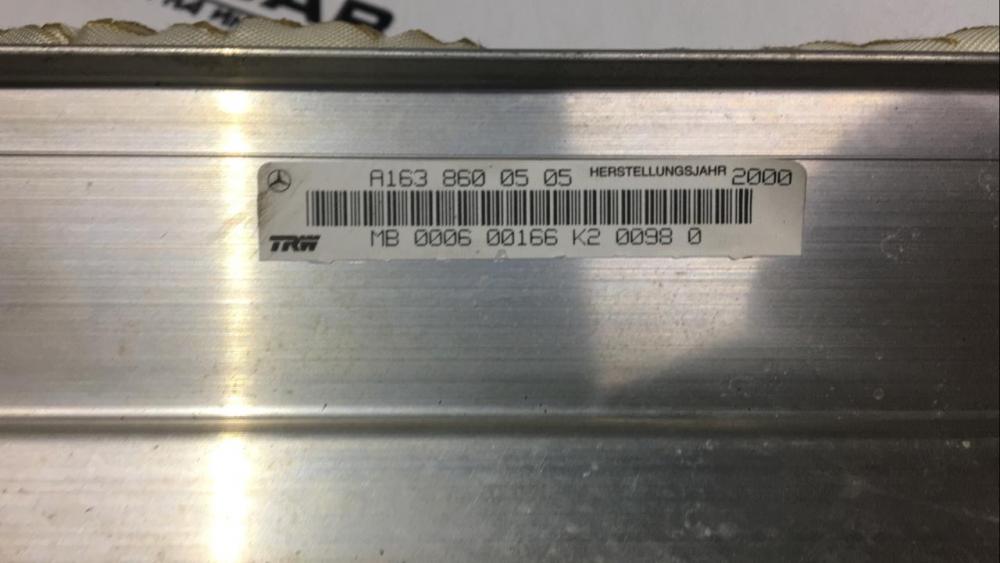 A163 860 05 05 HERSTELLUNGSJAHR 2000
TRW MB 0006 00166 K2 0098 0